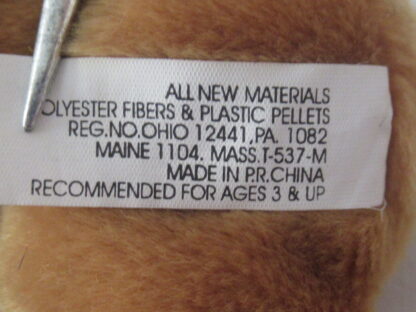 ALL NEW MATERIALS
OLYESTER FIBERS & PLASTIC PELLETS
REG.NO.OHIO 12441,PA. 1082
MAINE 1104. MASS.T-537-M
MADE IN P.R.CHINA
RECOMMENDED FOR AGES 3 & UP